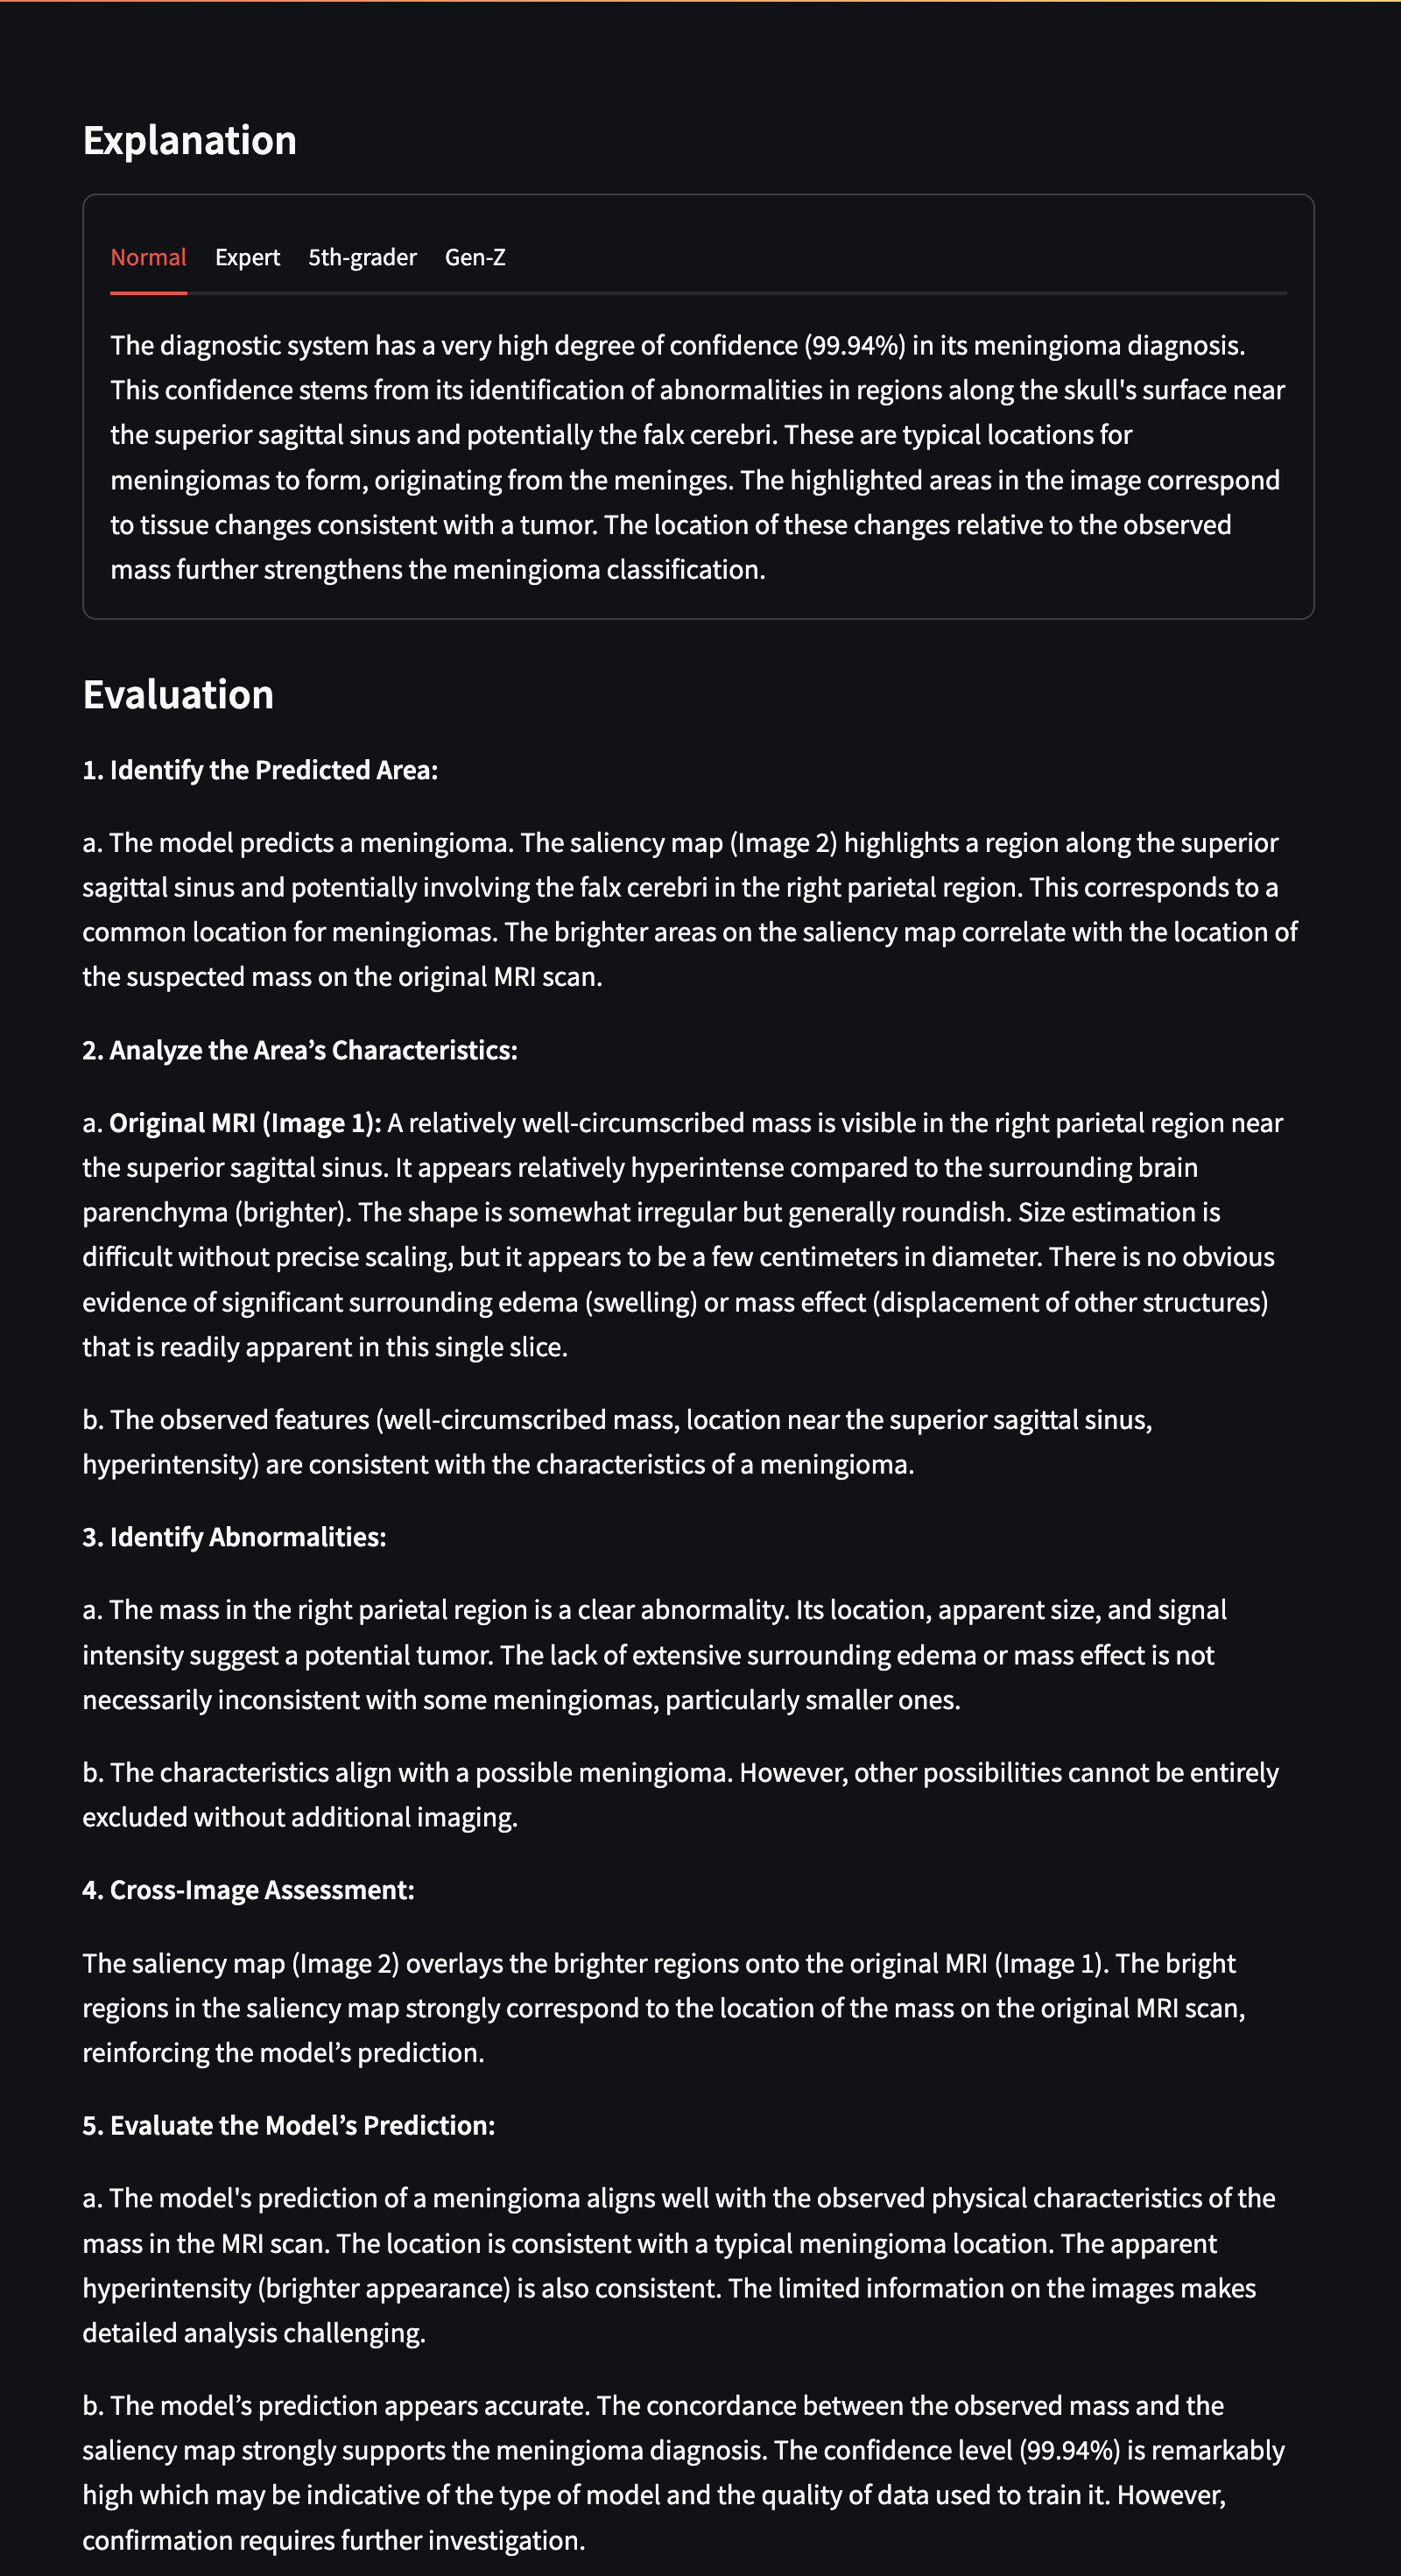 Explanation
Normal Expert 5th-grader Gen-Z
The diagnostic system has a very high degree of confidence (99.94%) in its meningioma diagnosis.
This confidence stems from its identification of abnormalities in regions along the skull's surface near
the superior sagittal sinus and potentially the falx cerebri. These are typical locations for
meningiomas to form, originating from the meninges. The highlighted areas in the image correspond
to tissue changes consistent with a tumor. The location of these changes relative to the observed
mass further strengthens the meningioma classification.
Evaluation
1. Identify the Predicted Area:
a. The model predicts a meningioma. The saliency map (Image 2) highlights a region along the superior
sagittal sinus and potentially involving the falx cerebri in the right parietal region. This corresponds to a
common location for meningiomas. The brighter areas on the saliency map correlate with the location of
the suspected mass on the original MRI scan.
2. Analyze the Area’s Characteristics:
a. Original MRI (Image 1): A relatively well-circumscribed mass is visible in the right parietal region near
the superior sagittal sinus. It appears relatively hyperintense compared to the surrounding brain
parenchyma (brighter). The shape is somewhat irregular but generally roundish. Size estimation is
difficult without precise scaling, but it appears to be a few centimeters in diameter. There is no obvious
evidence of significant surrounding edema (swelling) or mass effect (displacement of other structures)
that is readily apparent in this single slice.
b. The observed features (well-circumscribed mass, location near the superior sagittal sinus,
hyperintensity) are consistent with the characteristics of a meningioma.
3. Identify Abnormalities:
a. The mass in the right parietal region is a clear abnormality. Its location, apparent size, and signal
intensity suggest a potential tumor. The lack of extensive surrounding edema or mass effect is not
necessarily inconsistent with some meningiomas, particularly smaller ones.
b. The characteristics align with a possible meningioma. However, other possibilities cannot be entirely
excluded without additional imaging.
4. Cross-Image Assessment:
The saliency map (Image 2) overlays the brighter regions onto the original MRI (Image 1). The bright
regions in the saliency map strongly correspond to the location of the mass on the original MRI scan,
reinforcing the model’s prediction.
5. Evaluate the Model’s Prediction:
a. The model's prediction of a meningioma aligns well with the observed physical characteristics of the
mass in the MRI scan. The location is consistent with a typical meningioma location. The apparent
hyperintensity (brighter appearance) is also consistent. The limited information on the images makes
detailed analysis challenging.
b. The model’s prediction appears accurate. The concordance between the observed mass and the
saliency map strongly supports the meningioma diagnosis. The confidence level (99.94%) is remarkably
high which may be indicative of the type of model and the quality of data used to train it. However,
confirmation requires further investigation.